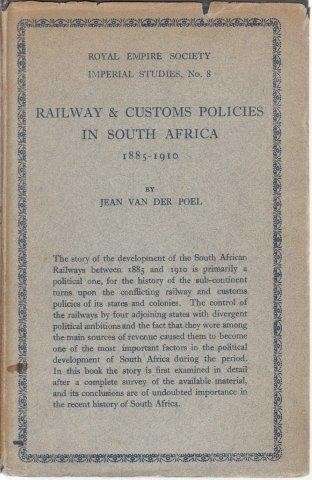 ROYAL EMPIRE SOCIETY
IMPERIAL STUDIES, No. 8
RAILWAY & CUSTOMS POLICIES
IN SOUTH AFRICA
1885-1910
BY
JEAN VAN DER POEL
The story of the development of the South African
Railways between 1885 and 1910 is primarily a
political one, for the history of the sub-continent
turns upon the conflicting railway and customs
policies of its states and colonies. The control of
the railways by four adjoining states with divergent
political ambitions and the fact that they were among
the main sources of revenue caused them to become
one of the most important factors in the political
development of South Africa during the period.
In this book the story is first examined in detail
after a complete survey of the available material,
and its conclusions are of undoubted importance in
the recent history of South Africa.